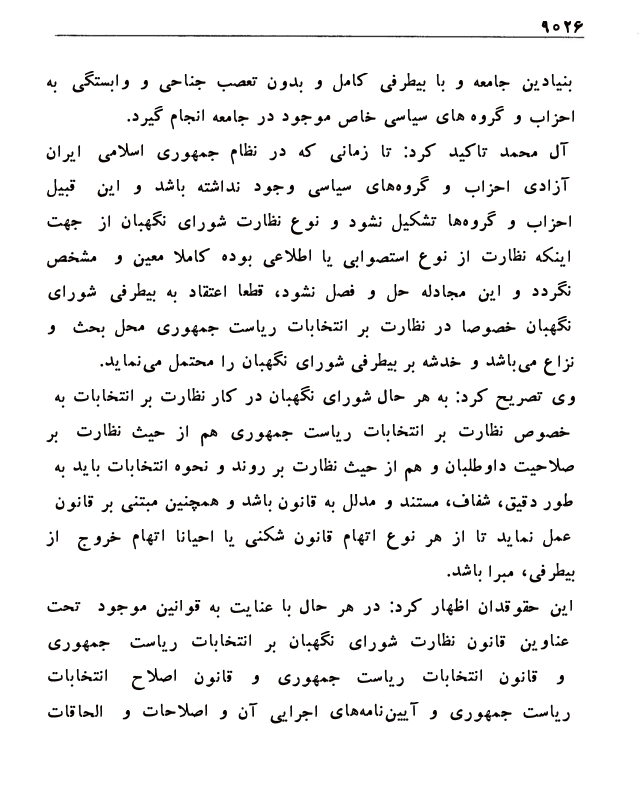 ۹۰۲۶
بنیادین جامعه و با بیطرفی کامل و بدون تعصب جناحی و وابستگی به
احزاب و گروه های سیاسی خاص موجود در جامعه انجام گیرد.
آل محمد تاکید کرد: تا زمانی که در نظام جمهوری اسلامی ایران
آزادی احزاب و گروه‌های سیاسی وجود نداشته باشد و این قبیل
احزاب و گروه‌ها تشکیل نشود و نوع نظارت شورای نگهبان از جهت
اینکه نظارت از نوع استصوابی یا اطلاعی بوده کاملا معین و مشخص
نگردد و این مجادله حل و فصل نشود، قطعا اعتقاد به بیطرفی شورای
نگهبان خصوصا در نظارت بر انتخابات ریاست جمهوری محل بحث و
نزاع می‌باشد و خدشه بر بیطرفی شورای نگهبان را محتمل می‌نماید.
وی تصریح کرد: به هر حال شورای نگهبان در کار نظارت بر انتخابات به
خصوص نظارت بر انتخابات ریاست جمهوری هم از حیث نظارت بر
صلاحیت داوطلبان و هم از حیث نظارت بر روند و نحوه انتخابات باید به
طور دقیق، شفاف، مستند و مدلل به قانون باشد و همچنین مبتنی بر قانون
عمل نماید تا از هر نوع اتهام قانون شکنی یا احیانا اتهام خروج از
بیطرفی، مبرا باشد.
این حقوقدان اظهار کرد: در هر حال با عنایت به قوانین موجود تحت
عناوین قانون نظارت شورای نگهبان بر انتخابات ریاست جمهوری
و قانون انتخابات ریاست جمهوری و قانون اصلاح انتخابات
ریاست جمهوری و آیین‌نامه‌های اجرایی آن و اصلاحات و الحاقات